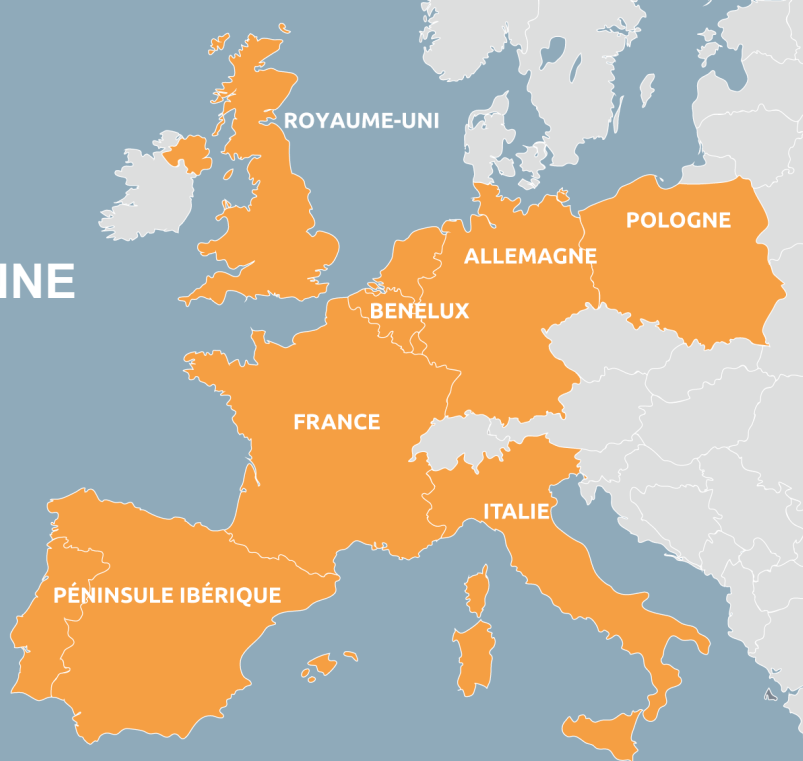 ROYAUME-UNI
POLOGNE
ALLEMAGNE
INE
BENELUX
FRANCE
ITALIE
PÉNINSULE IBÉRIQUE